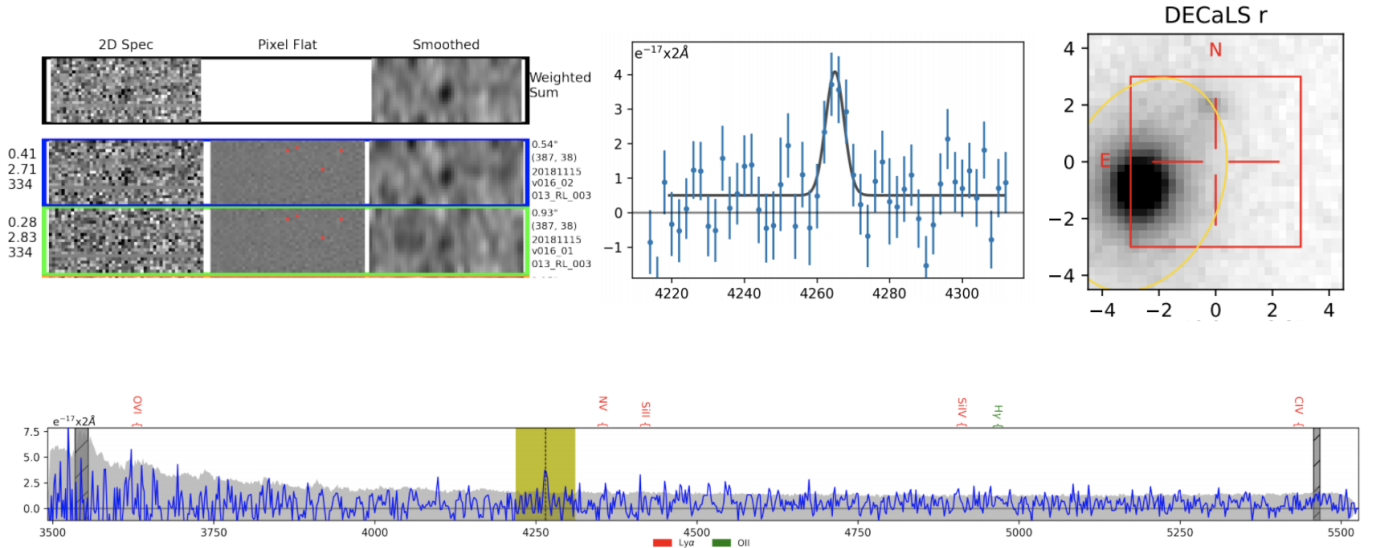 2D Spec Pixel Flat Smoothed
Weighted
Sum
0.41
2.71
334
0.54"
(387, 38)
20181115
v016_02
013_RL_003
0.28
2.83
334
0.93"
(387, 38)
20181115
v016_01
013_RL_003
e⁻¹⁷x2Å
4
3
2
1
0
−1
4220 4240 4260 4280 4300
DECaLS r
N
E
4
2
0
−2
−4
−4 −2 0 2 4
OVI { NV { SiII { SiIV { Hγ { CIV {
e⁻¹⁷x2Å
7.5
5.0
2.5
0.0
3500 3750 4000 4250 4500 4750 5000 5250 5500
Lyα OII